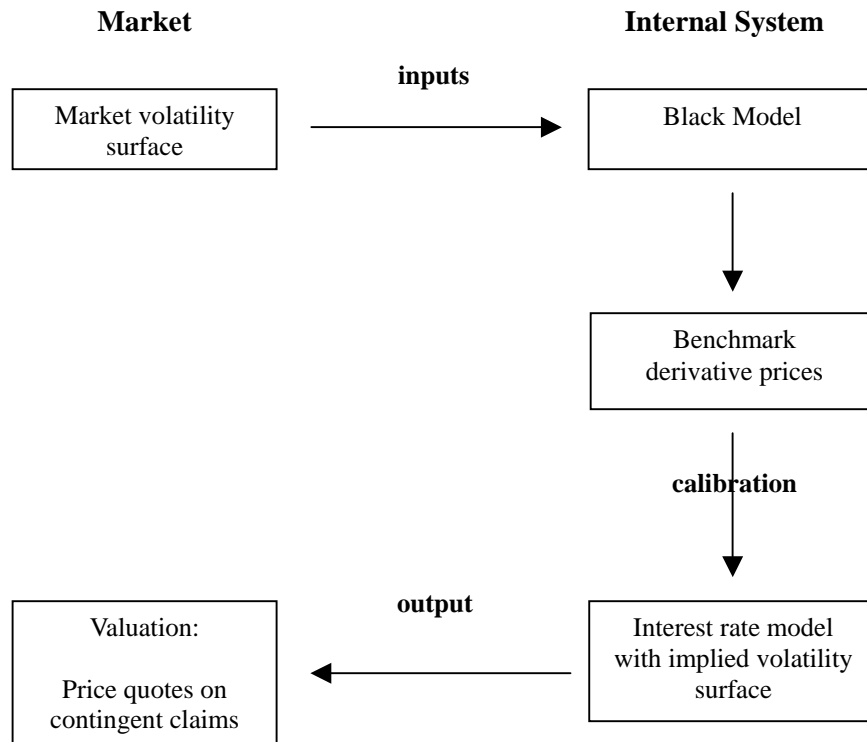 Market
Internal System
inputs
Market volatility
surface
Black Model
Benchmark
derivative prices
calibration
output
Valuation:
Price quotes on
contingent claims
Interest rate model
with implied volatility
surface